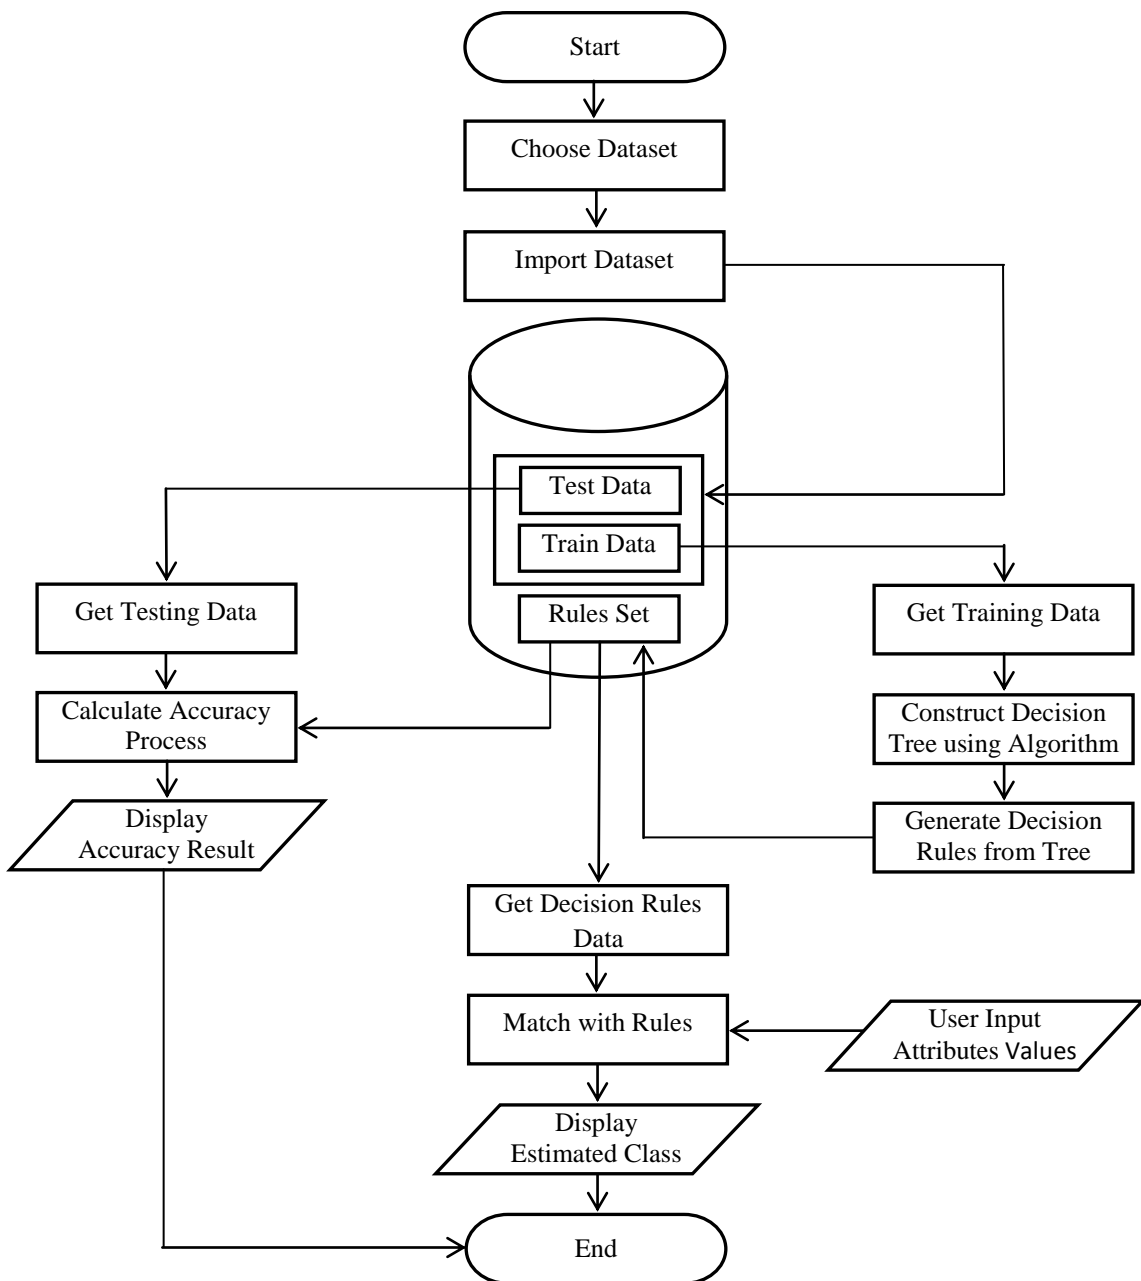 Start
Choose Dataset
Import Dataset
Test Data
Train Data
Rules Set
Get Testing Data
Get Training Data
Calculate Accuracy
Process
Construct Decision
Tree using Algorithm
Display
Accuracy Result
Generate Decision
Rules from Tree
Get Decision Rules
Data
Match with Rules
User Input
Attributes Values
Display
Estimated Class
End